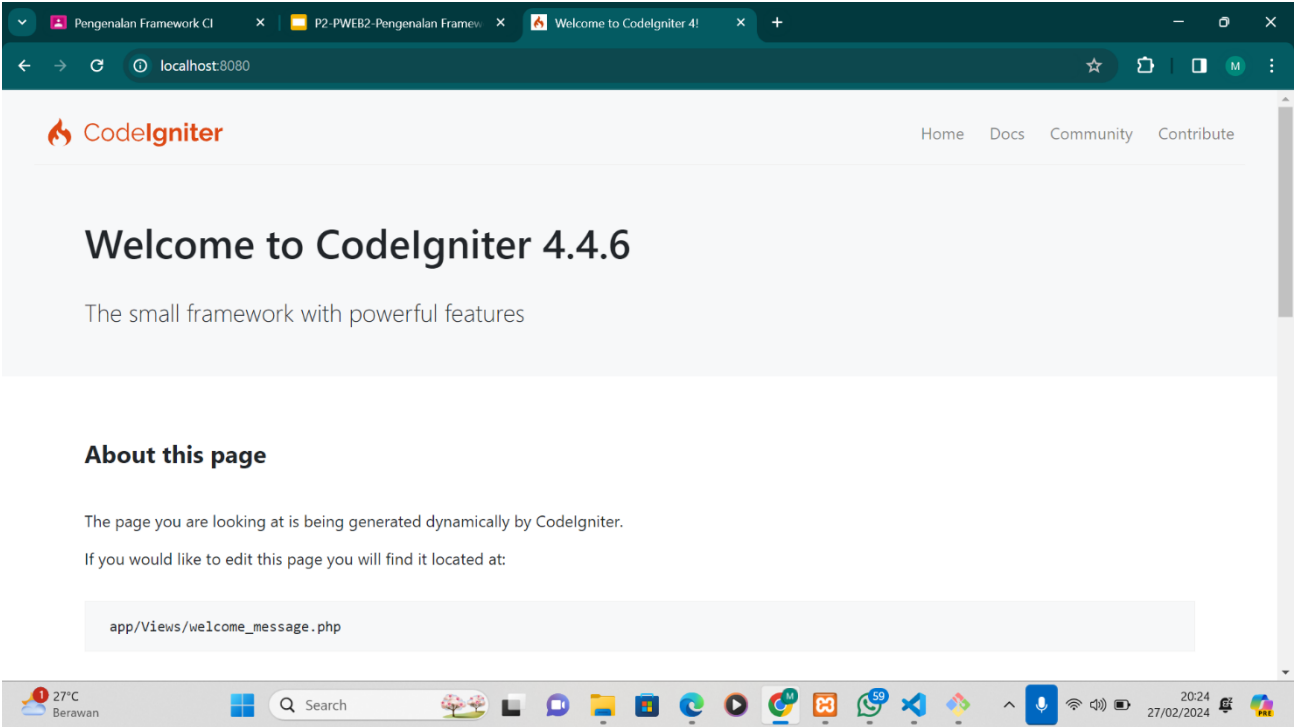 Pengenalan Framework CI
P2-PWEB2-Pengenalan Framew
Welcome to CodeIgniter 4!
localhost:8080
M
CodeIgniter
Home Docs Community Contribute
Welcome to CodeIgniter 4.4.6
The small framework with powerful features
About this page
The page you are looking at is being generated dynamically by CodeIgniter.
If you would like to edit this page you will find it located at:
app/Views/welcome_message.php
1
27°C
Berawan
Search
M
59
20:24
27/02/2024
PRE